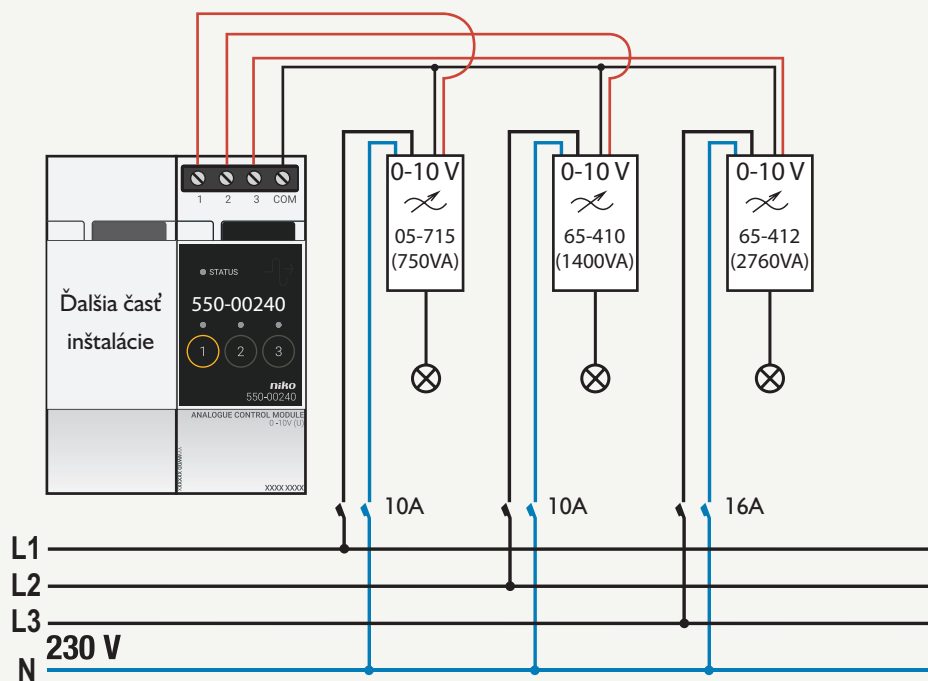 1 2 3 COM
0-10 V
05-715
(750VA)
0-10 V
65-410
(1400VA)
0-10 V
65-412
(2760VA)
Ďalšia časť
inštalácie
STATUS
550-00240
1 2 3
niko
550-00240
ANALOGUE CONTROL MODULE
0 -10V (U)
XXXX XXXX
10A
10A
16A
L1
L2
L3
230 V
N